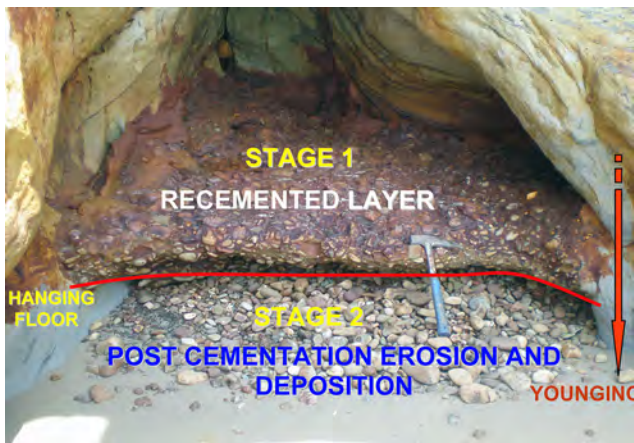 STAGE 1
RECEMENTED LAYER
HANGING
FLOOR
STAGE 2
POST CEMENTATION EROSION AND
DEPOSITION
YOUNGING